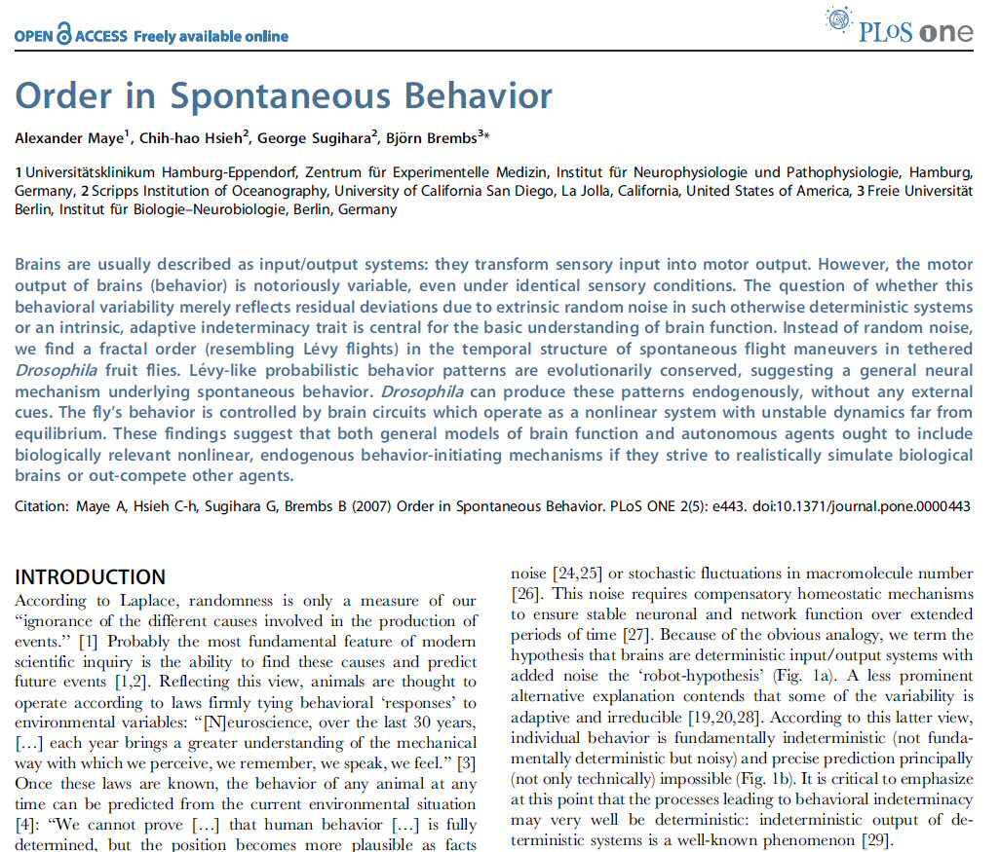 OPEN ACCESS Freely available online
PLoS one
Order in Spontaneous Behavior
Alexander Maye1, Chih-hao Hsieh2, George Sugihara2, Björn Brembs3*
1 Universitätsklinikum Hamburg-Eppendorf, Zentrum für Experimentelle Medizin, Institut für Neurophysiologie und Pathophysiologie, Hamburg,
Germany, 2 Scripps Institution of Oceanography, University of California San Diego, La Jolla, California, United States of America, 3 Freie Universität
Berlin, Institut für Biologie–Neurobiologie, Berlin, Germany
Brains are usually described as input/output systems: they transform sensory input into motor output. However, the motor
output of brains (behavior) is notoriously variable, even under identical sensory conditions. The question of whether this
behavioral variability merely reflects residual deviations due to extrinsic random noise in such otherwise deterministic systems
or an intrinsic, adaptive indeterminacy trait is central for the basic understanding of brain function. Instead of random noise,
we find a fractal order (resembling Lévy flights) in the temporal structure of spontaneous flight maneuvers in tethered
Drosophila fruit flies. Lévy-like probabilistic behavior patterns are evolutionarily conserved, suggesting a general neural
mechanism underlying spontaneous behavior. Drosophila can produce these patterns endogenously, without any external
cues. The fly's behavior is controlled by brain circuits which operate as a nonlinear system with unstable dynamics far from
equilibrium. These findings suggest that both general models of brain function and autonomous agents ought to include
biologically relevant nonlinear, endogenous behavior-initiating mechanisms if they strive to realistically simulate biological
brains or out-compete other agents.
Citation: Maye A, Hsieh C-h, Sugihara G, Brembs B (2007) Order in Spontaneous Behavior. PLoS ONE 2(5): e443. doi:10.1371/journal.pone.0000443
INTRODUCTION
According to Laplace, randomness is only a measure of our
“ignorance of the different causes involved in the production of
events.’’ [1] Probably the most fundamental feature of modern
scientific inquiry is the ability to find these causes and predict
future events [1,2]. Reflecting this view, animals are thought to
operate according to laws firmly tying behavioral ‘responses’ to
environmental variables: “[N]euroscience, over the last 30 years,
[…] each year brings a greater understanding of the mechanical
way with which we perceive, we remember, we speak, we feel.” [3]
Once these laws are known, the behavior of any animal at any
time can be predicted from the current environmental situation
[4]: “We cannot prove […] that human behavior […] is fully
determined, but the position becomes more plausible as facts
noise [24,25] or stochastic fluctuations in macromolecule number
[26]. This noise requires compensatory homeostatic mechanisms
to ensure stable neuronal and network function over extended
periods of time [27]. Because of the obvious analogy, we term the
hypothesis that brains are deterministic input/output systems with
added noise the ‘robot-hypothesis’ (Fig. 1a). A less prominent
alternative explanation contends that some of the variability is
adaptive and irreducible [19,20,28]. According to this latter view,
individual behavior is fundamentally indeterministic (not funda-
mentally deterministic but noisy) and precise prediction principally
(not only technically) impossible (Fig. 1b). It is critical to emphasize
at this point that the processes leading to behavioral indeterminacy
may very well be deterministic: indeterministic output of de-
terministic systems is a well-known phenomenon [29].